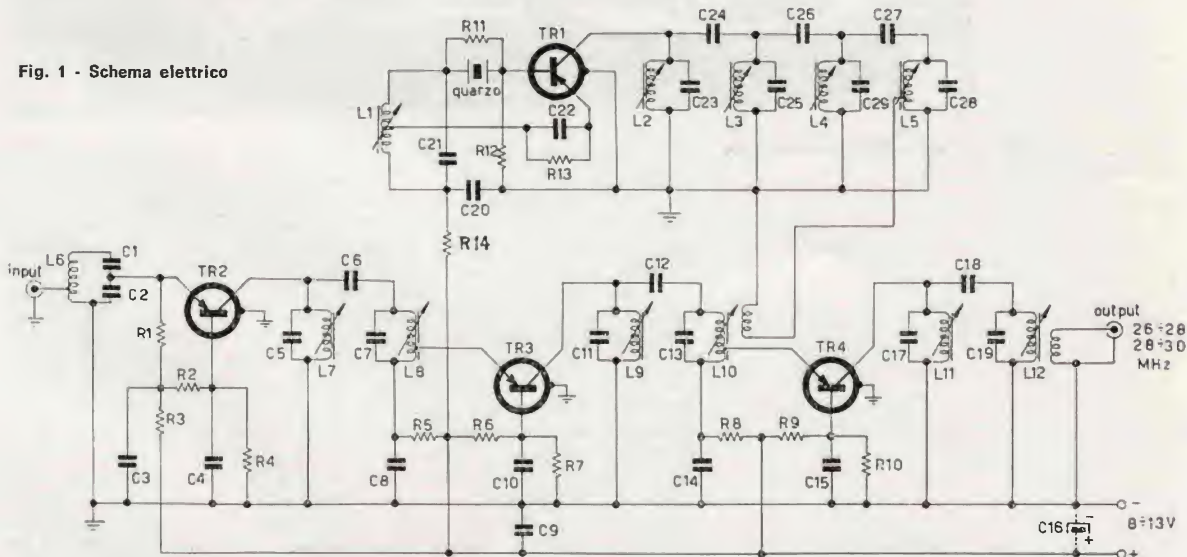 Fig. 1 - Schema elettrico
R11
TR1
C24
C26
C27
quarzo
L1
C22
C23
C25
C29
C28
L2
L3
L4
L5
C21
R12
R13
C20
R14
input
L6
C1
C2
TR2
C6
C12
C18
output
26÷28
28÷30
MHz
R1
C5
L7
C7
L8
TR3
C11
L9
C13
L10
TR4
C17
L11
C19
L12
R2
R3
R5
R6
R8
R9
C3
C4
R4
C8
C10
R7
C14
C15
R10
C9
C16
-
+
-
8÷13V
+